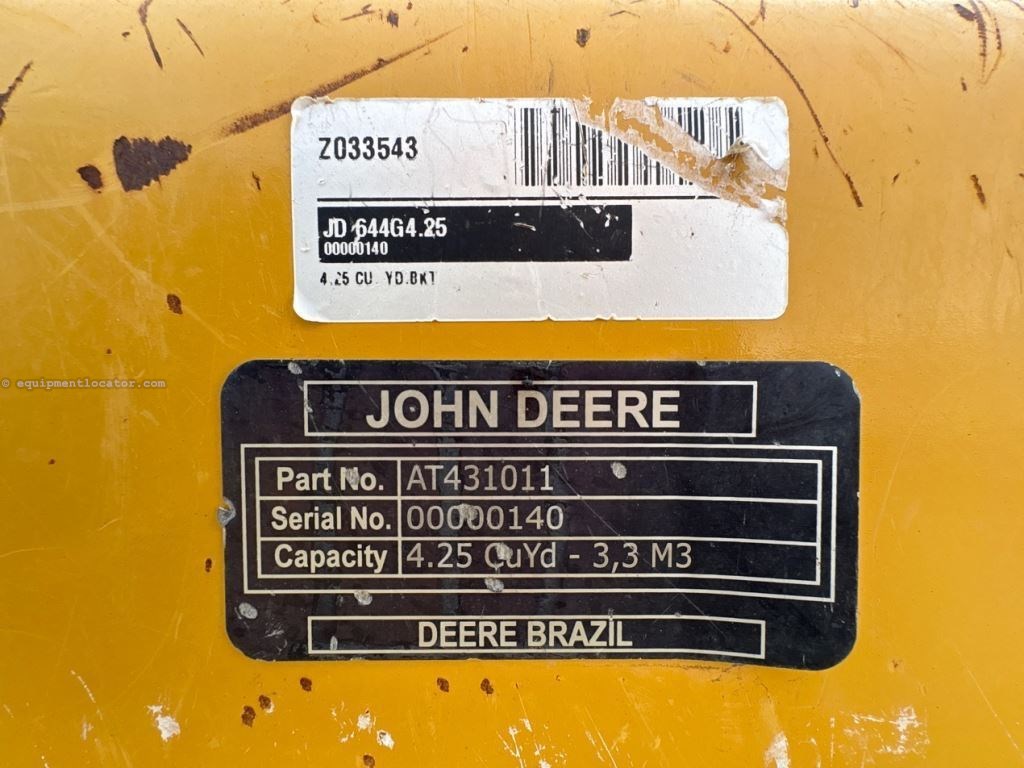 Z033543
JD 644G4.25
00000140
4.25 CU. YD.BKT
© equipmentlocator.com
JOHN DEERE
Part No. AT431011
Serial No. 00000140
Capacity 4.25 CuYd - 3,3 M3
DEERE BRAZIL